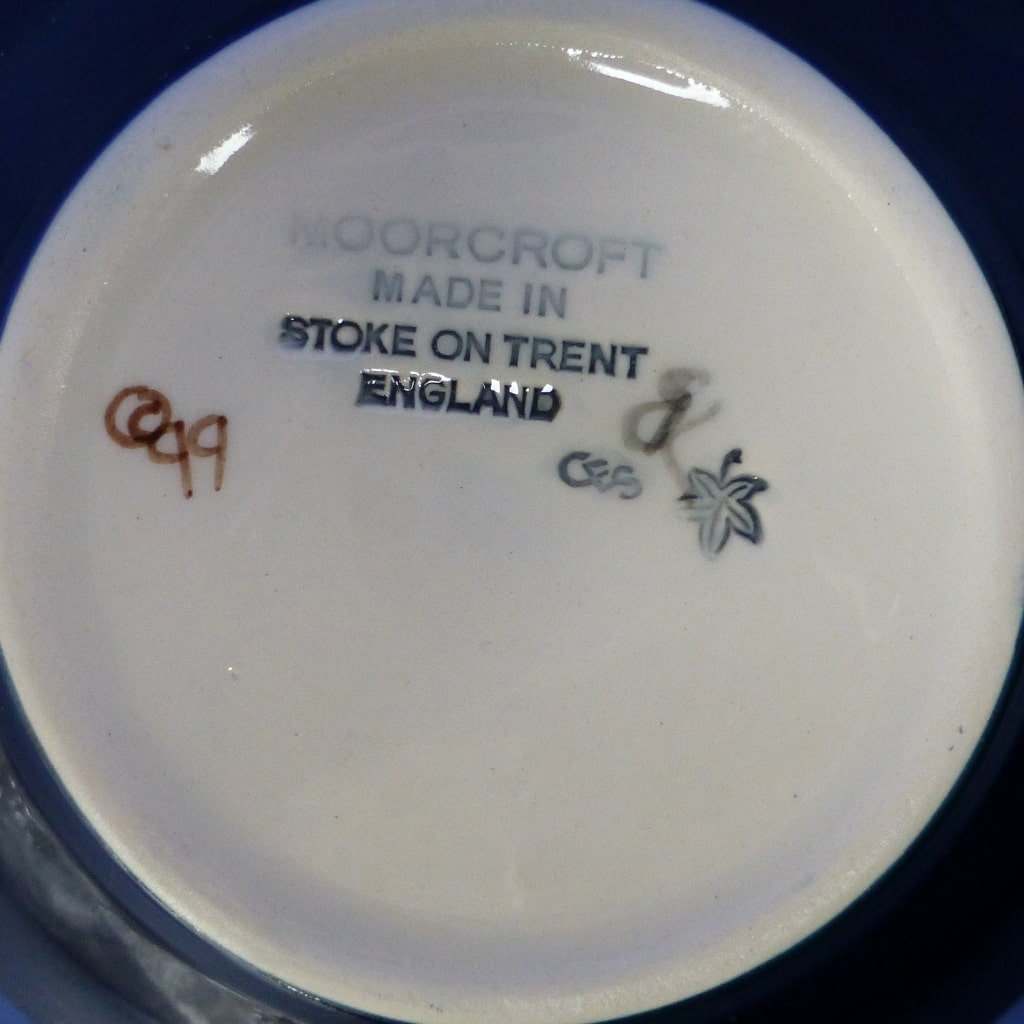 MOORCROFT
MADE IN
STOKE ON TRENT
ENGLAND
CES
©99